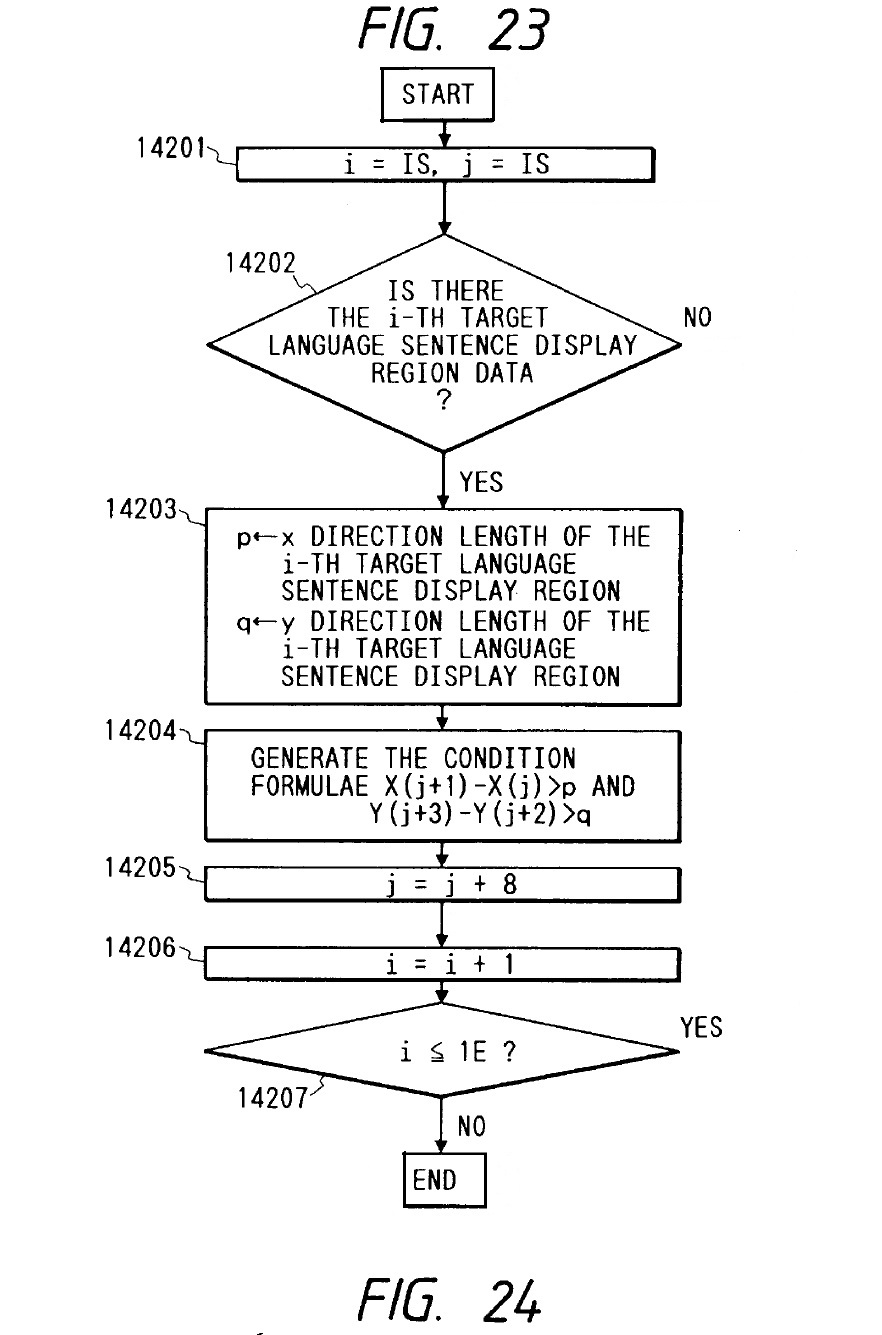 FIG. 23
START
14201
i = IS, j = IS
14202
IS THERE
THE i-TH TARGET
LANGUAGE SENTENCE DISPLAY
REGION DATA
?
NO
YES
14203
p←x DIRECTION LENGTH OF THE
i-TH TARGET LANGUAGE
SENTENCE DISPLAY REGION
q←y DIRECTION LENGTH OF THE
i-TH TARGET LANGUAGE
SENTENCE DISPLAY REGION
14204
GENERATE THE CONDITION
FORMULAE X(j+1)-X(j)>p AND
Y(j+3)-Y(j+2)>q
14205
j = j + 8
14206
i = i + 1
YES
i ≦ 1E ?
14207
NO
END
FIG. 24